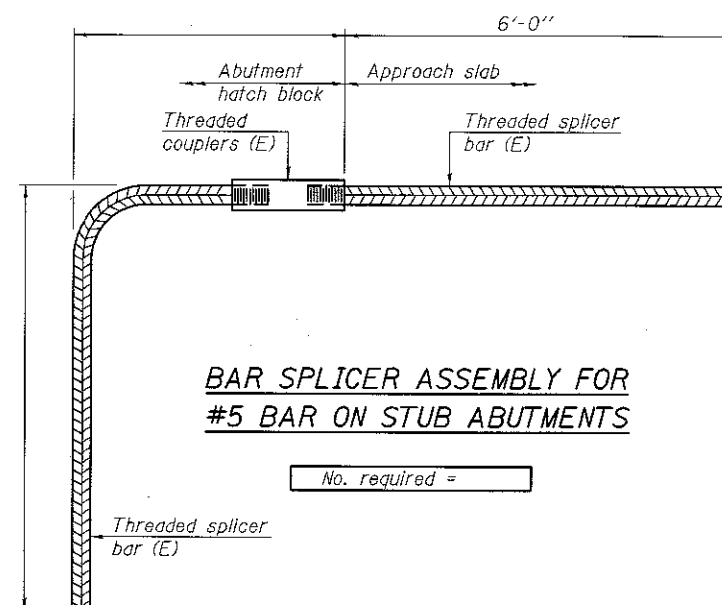 6'-0"
Abutment
hatch block
Approach slab
Threaded
couplers (E)
Threaded splicer
bar (E)
BAR SPLICER ASSEMBLY FOR
#5 BAR ON STUB ABUTMENTS
No. required =
Threaded splicer
bar (E)